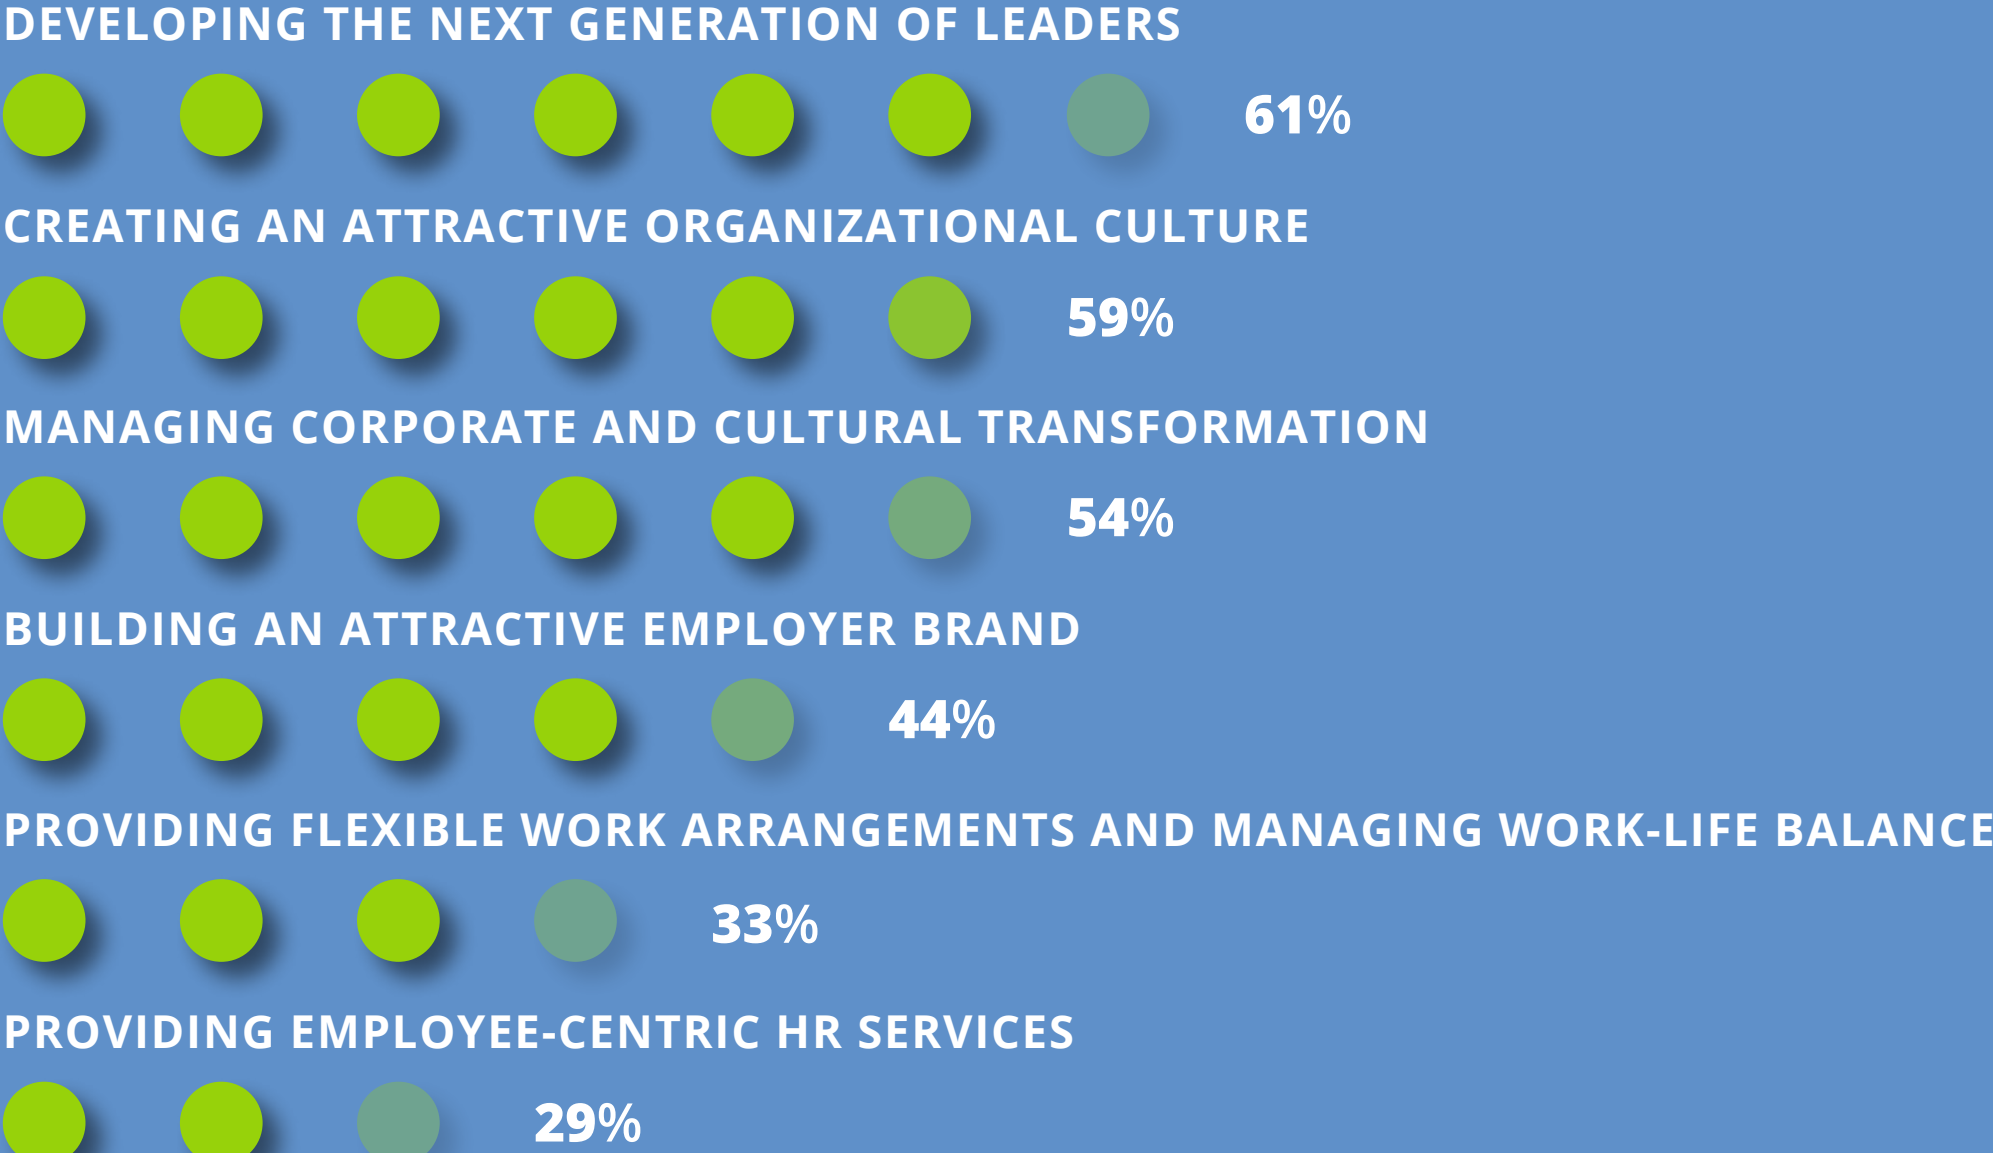 DEVELOPING THE NEXT GENERATION OF LEADERS
61%
CREATING AN ATTRACTIVE ORGANIZATIONAL CULTURE
59%
MANAGING CORPORATE AND CULTURAL TRANSFORMATION
54%
BUILDING AN ATTRACTIVE EMPLOYER BRAND
44%
PROVIDING FLEXIBLE WORK ARRANGEMENTS AND MANAGING WORK-LIFE BALANCE
33%
PROVIDING EMPLOYEE-CENTRIC HR SERVICES
29%